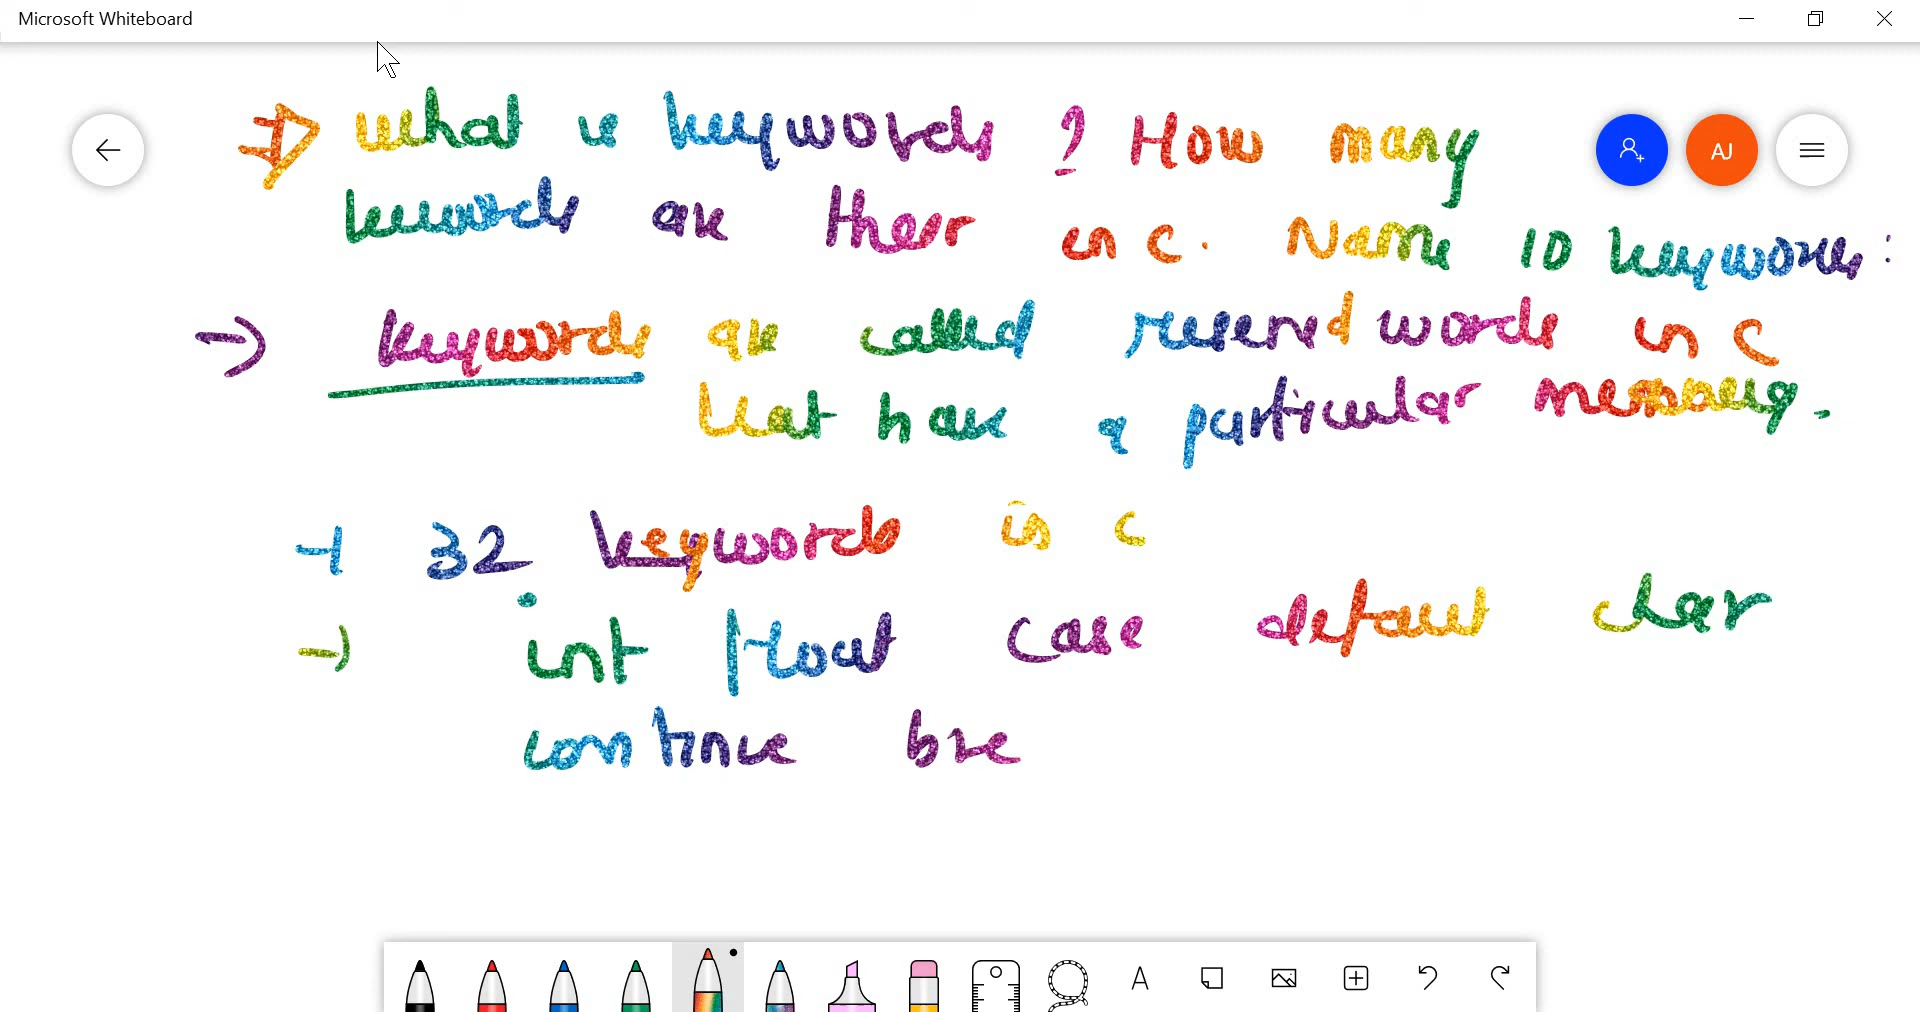 Microsoft Whiteboard
What is keywords ? How many
keywords are their in C. Name 10 keywords:
keywords are called reserved words in C
that have a particular meaning.
32 keywords in C
int float case default char
continue bre
AJ
A